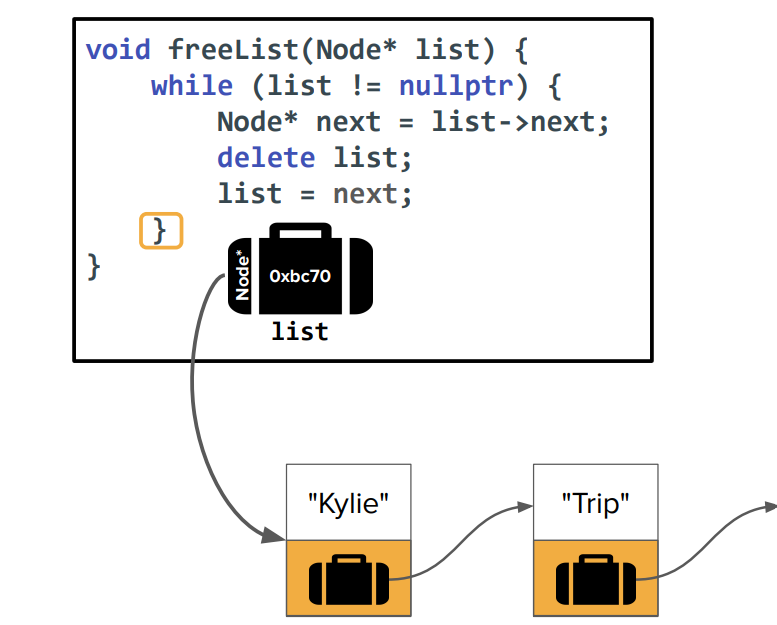 void freeList(Node* list) {
    while (list != nullptr) {
        Node* next = list->next;
        delete list;
        list = next;
    }
}
Node*
0xbc70
list
"Kylie"
"Trip"